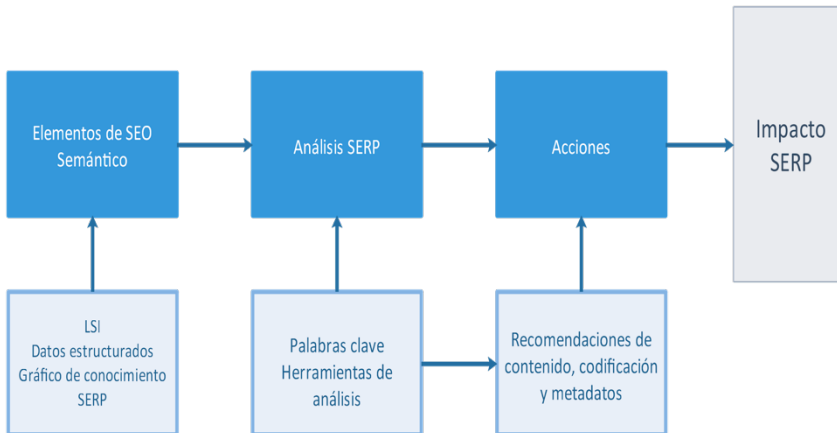 Elementos de SEO
Semántico
Análisis SERP
Acciones
Impacto
SERP
LSI
Datos estructurados
Gráfico de conocimiento
SERP
Palabras clave
Herramientas de
análisis
Recomendaciones de
contenido, codificación
y metadatos